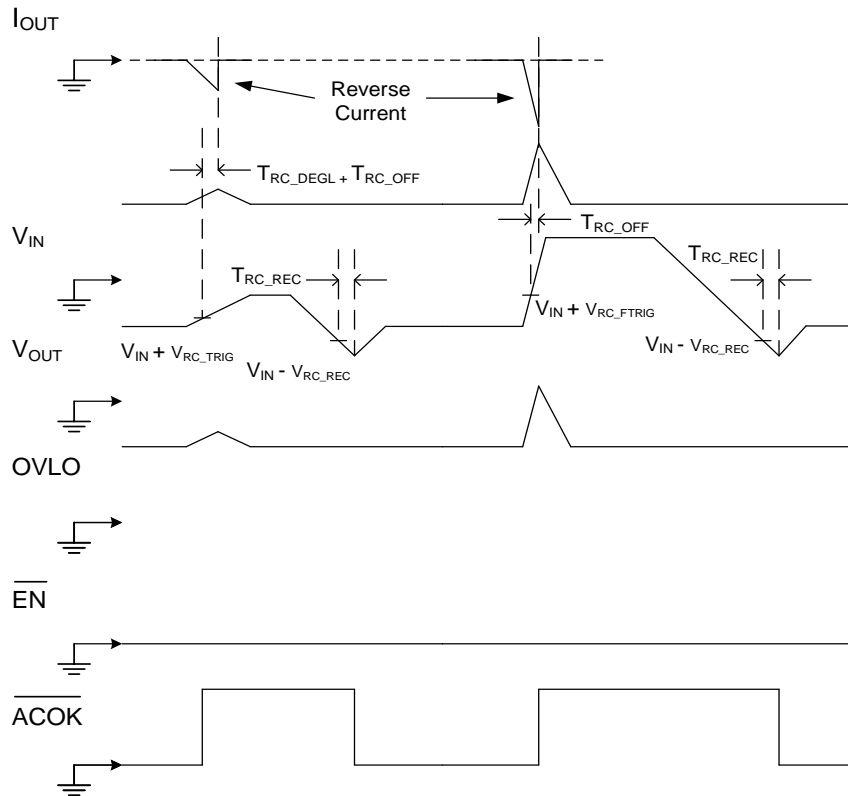 IOUT
Reverse
Current
TRC_DEGL + TRC_OFF
VIN
TRC_OFF
TRC_REC
TRC_REC
VIN + VRC_FTRIG
VOUT
VIN + VRC_TRIG
VIN - VRC_REC
VIN - VRC_REC
OVLO
EN
ACOK